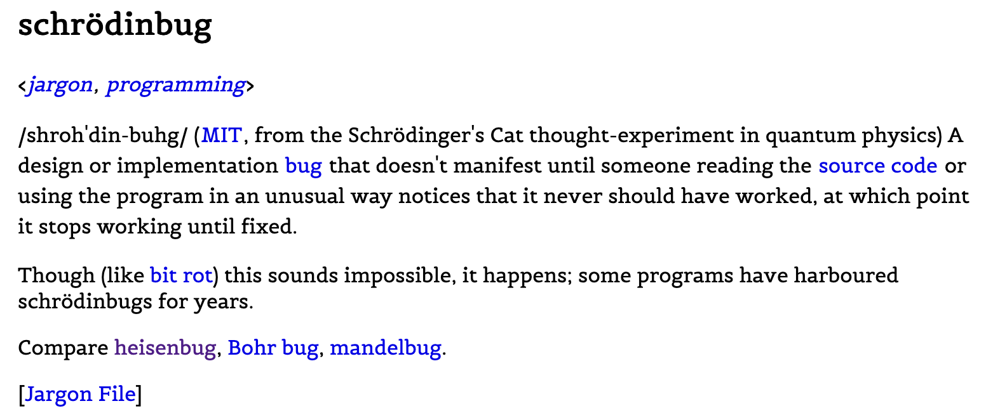 schrödinbug
<jargon, programming>
/shroh'din-buhg/ (MIT, from the Schrödinger's Cat thought-experiment in quantum physics) A
design or implementation bug that doesn't manifest until someone reading the source code or
using the program in an unusual way notices that it never should have worked, at which point
it stops working until fixed.
Though (like bit rot) this sounds impossible, it happens; some programs have harboured
schrödinbugs for years.
Compare heisenbug, Bohr bug, mandelbug.
[Jargon File]